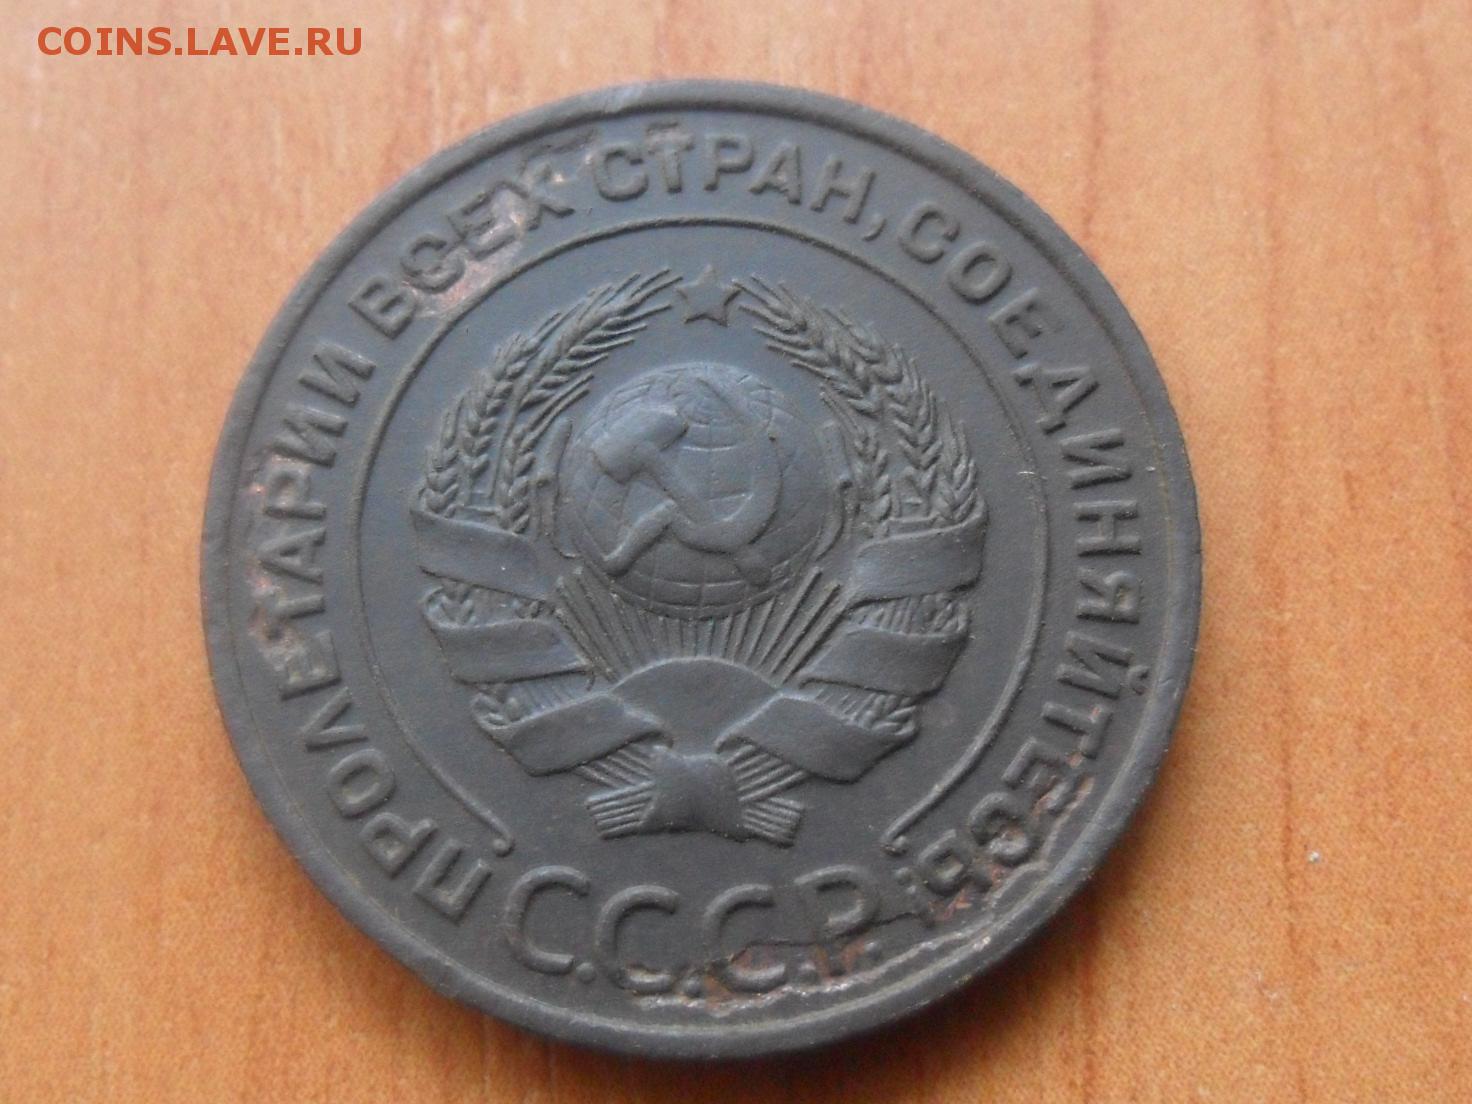 COINS.LAVE.RU
ПРОЛЕТАРИИ ВСЕХ СТРАН, СОЕДИНЯЙТЕСЬ!
С.С.С.Р.